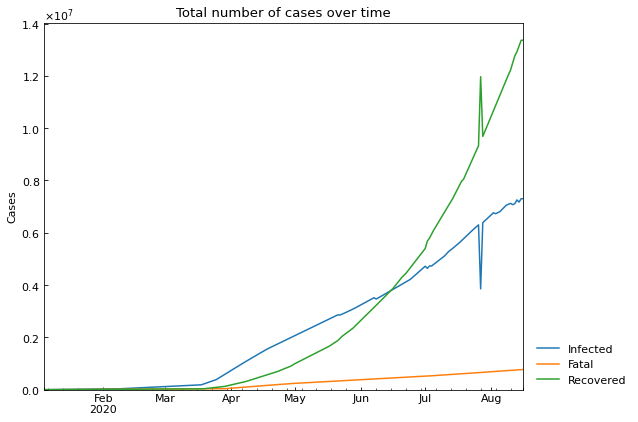 Total number of cases over time
×10⁷
1.4
1.2
1.0
0.8
0.6
0.4
0.2
0.0
Cases
Feb Mar Apr May Jun Jul Aug
2020
Infected
Fatal
Recovered